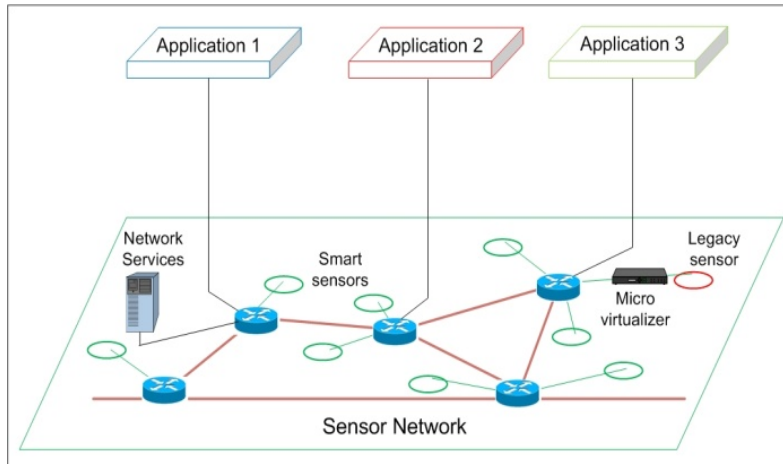 Application 1
Application 2
Application 3
Network
Services
Smart
sensors
Legacy
sensor
Micro
virtualizer
Sensor Network